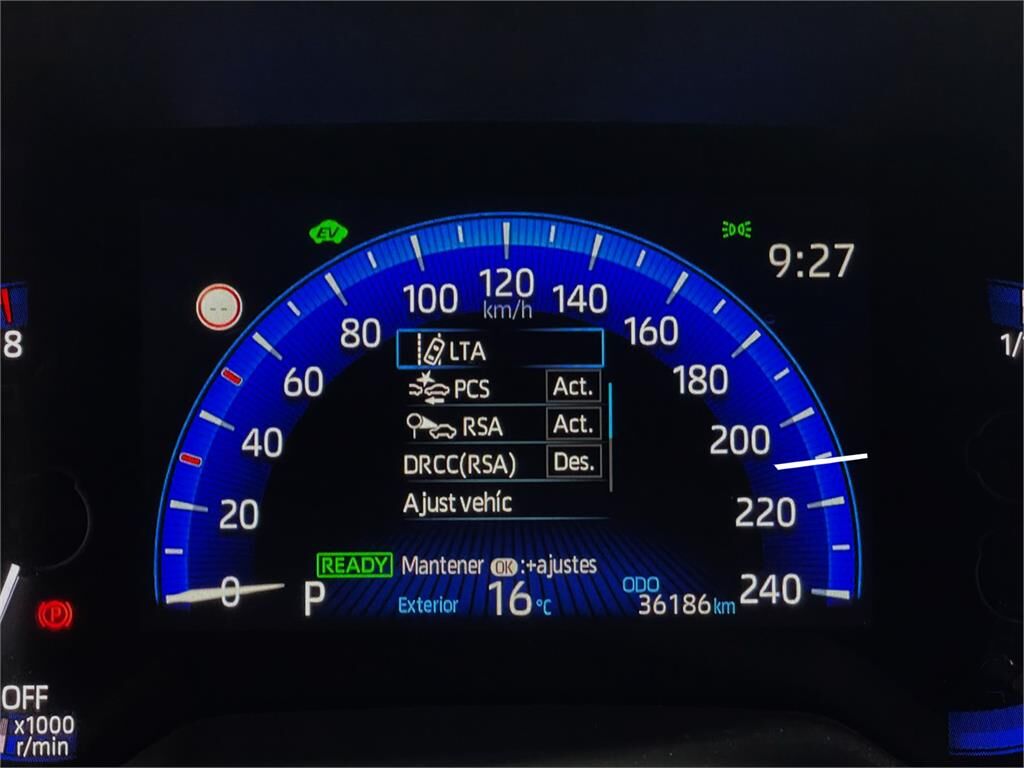 EV
9:27
120
km/h
100
140
80
160
60
180
40
200
20
220
0
240
8
1/
LTA
PCS Act.
RSA Act.
DRCC(RSA) Des.
Ajust vehíc
READY Mantener OK :+ajustes
P
Exterior 16 °C
ODO
36186 km
P
OFF
x1000
r/min